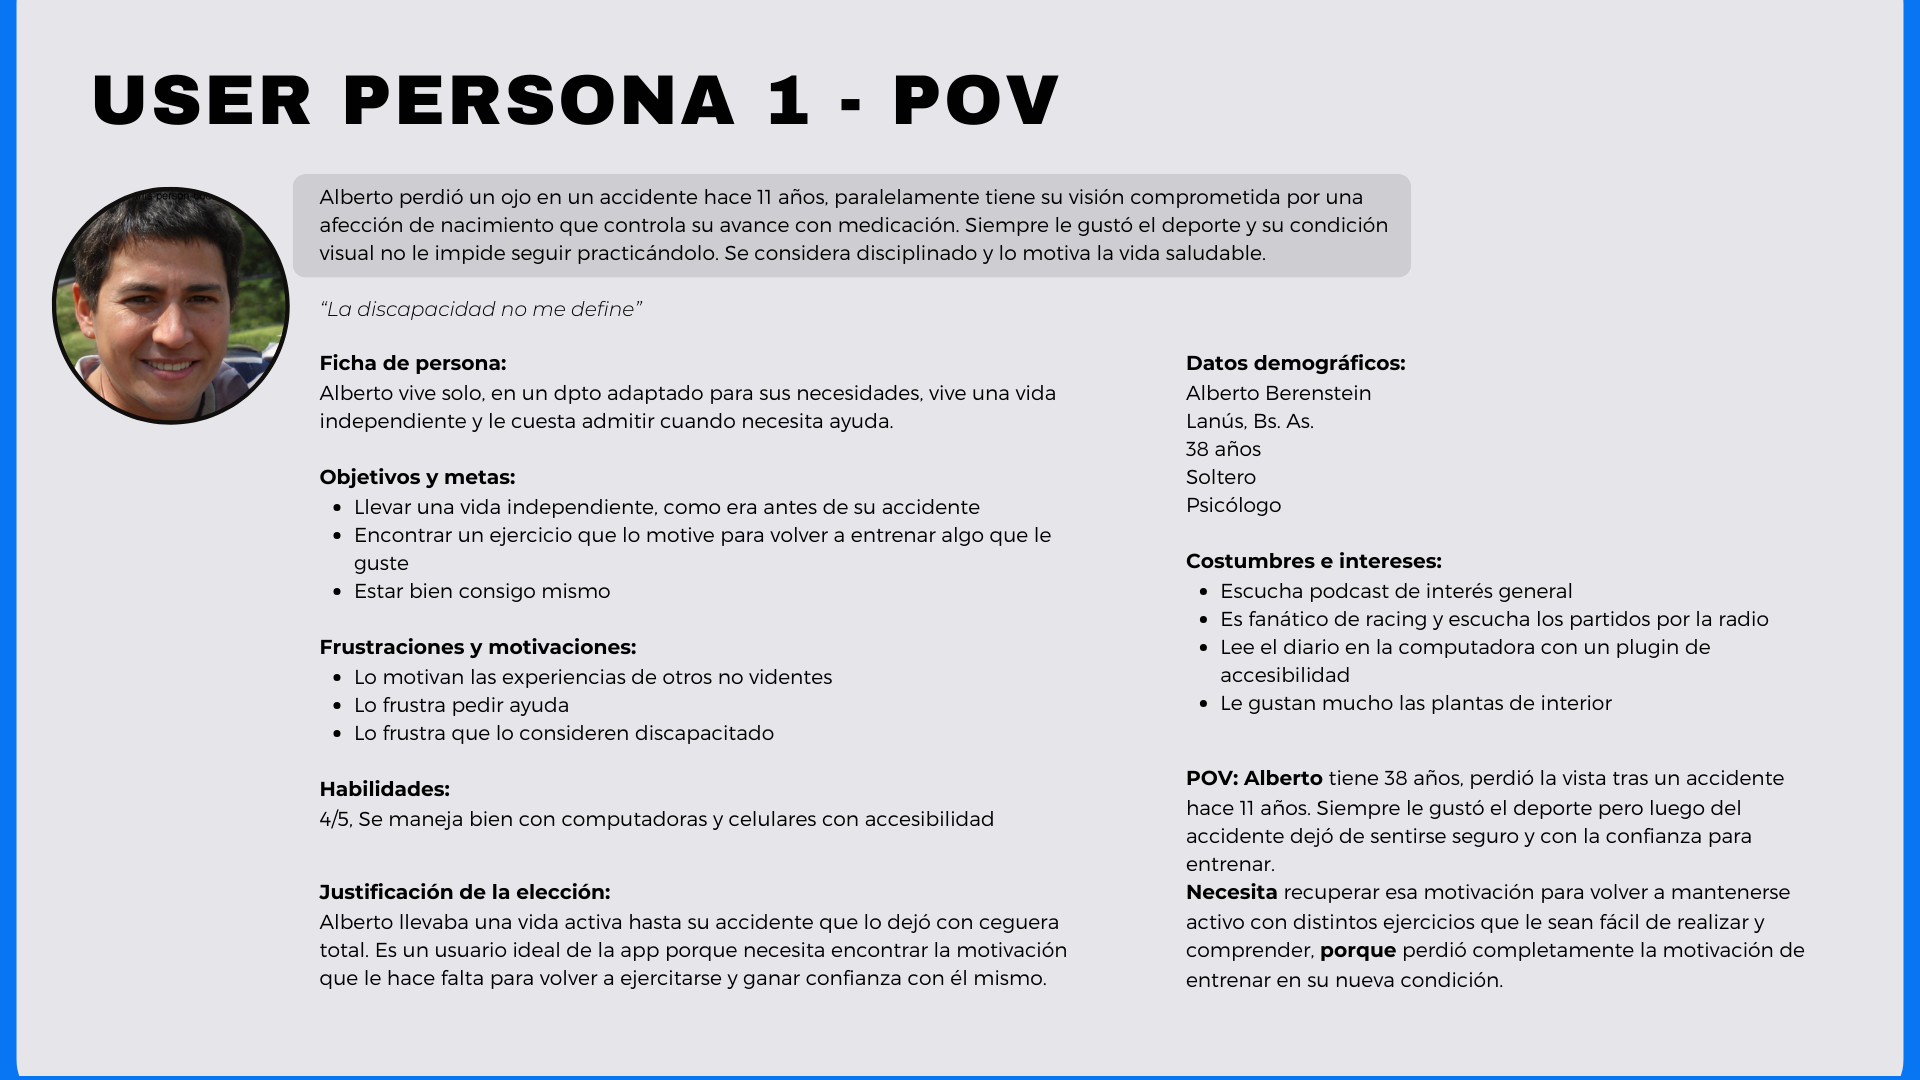 USER PERSONA 1 - POV
Alberto perdió un ojo en un accidente hace 11 años, paralelamente tiene su visión comprometida por una
afección de nacimiento que controla su avance con medicación. Siempre le gustó el deporte y su condición
visual no le impide seguir practicándolo. Se considera disciplinado y lo motiva la vida saludable.
“La discapacidad no me define”
Ficha de persona:
Alberto vive solo, en un dpto adaptado para sus necesidades, vive una vida
independiente y le cuesta admitir cuando necesita ayuda.
Objetivos y metas:
• Llevar una vida independiente, como era antes de su accidente
• Encontrar un ejercicio que lo motive para volver a entrenar algo que le
guste
• Estar bien consigo mismo
Frustraciones y motivaciones:
• Lo motivan las experiencias de otros no videntes
• Lo frustra pedir ayuda
• Lo frustra que lo consideren discapacitado
Habilidades:
4/5, Se maneja bien con computadoras y celulares con accesibilidad
Justificación de la elección:
Alberto llevaba una vida activa hasta su accidente que lo dejó con ceguera
total. Es un usuario ideal de la app porque necesita encontrar la motivación
que le hace falta para volver a ejercitarse y ganar confianza con él mismo.
Datos demográficos:
Alberto Berenstein
Lanús, Bs. As.
38 años
Soltero
Psicólogo
Costumbres e intereses:
• Escucha podcast de interés general
• Es fanático de racing y escucha los partidos por la radio
• Lee el diario en la computadora con un plugin de
accesibilidad
• Le gustan mucho las plantas de interior
POV: Alberto tiene 38 años, perdió la vista tras un accidente
hace 11 años. Siempre le gustó el deporte pero luego del
accidente dejó de sentirse seguro y con la confianza para
entrenar.
Necesita recuperar esa motivación para volver a mantenerse
activo con distintos ejercicios que le sean fácil de realizar y
comprender, porque perdió completamente la motivación de
entrenar en su nueva condición.